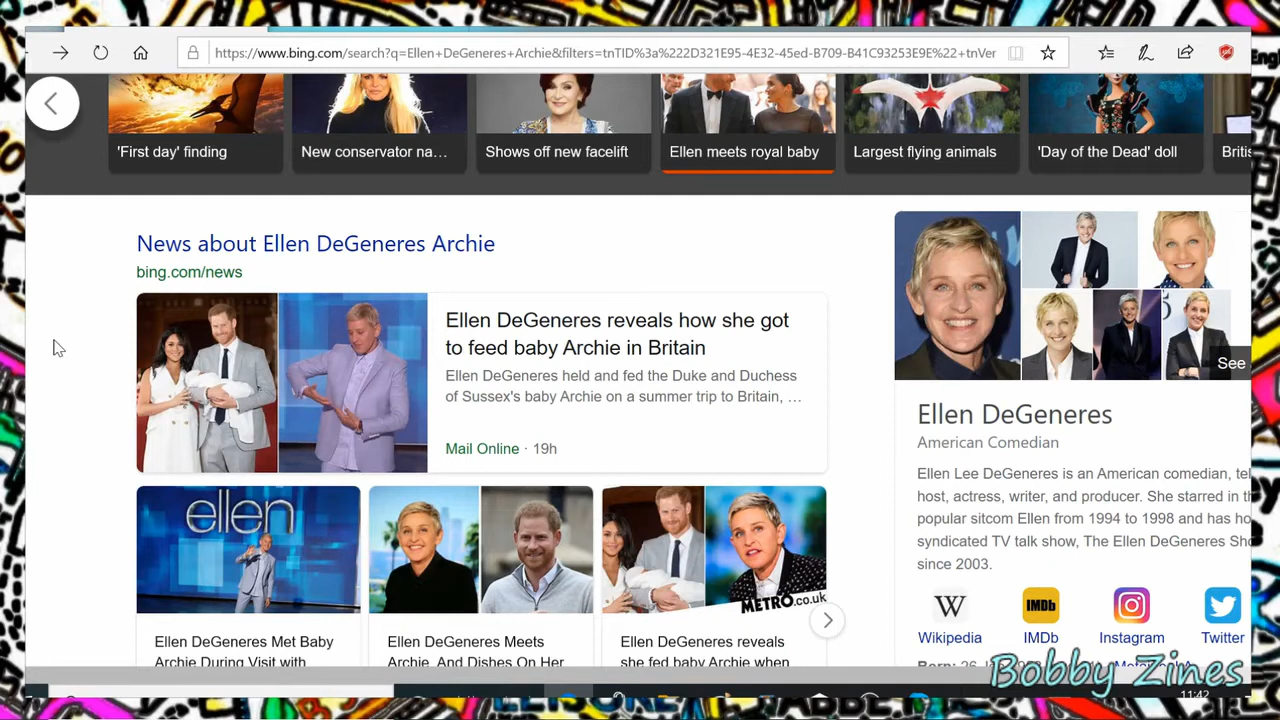 https://www.bing.com/search?q=Ellen+DeGeneres+Archie&filters=tnTID%3a%222D321E95-4E32-45ed-B709-B41C93253E9E%22+tnVer
'First day' finding
New conservator na…
Shows off new facelift
Ellen meets royal baby
Largest flying animals
'Day of the Dead' doll
Britis
News about Ellen DeGeneres Archie
bing.com/news
Ellen DeGeneres reveals how she got
to feed baby Archie in Britain
Ellen DeGeneres held and fed the Duke and Duchess
of Sussex's baby Archie on a summer trip to Britain, …
Mail Online · 19h
ellen
METRO.co.uk
Ellen DeGeneres Met Baby
Archie During Visit with
Ellen DeGeneres Meets
Archie, And Dishes On Her
Ellen DeGeneres reveals
she fed baby Archie when
See
Ellen DeGeneres
American Comedian
Ellen Lee DeGeneres is an American comedian, tel
host, actress, writer, and producer. She starred in th
popular sitcom Ellen from 1994 to 1998 and has ho
syndicated TV talk show, The Ellen DeGeneres Sho
since 2003.
W
IMDb
Wikipedia
IMDb
Instagram
Twitter
Born: 26
Bobby Zines
11:42